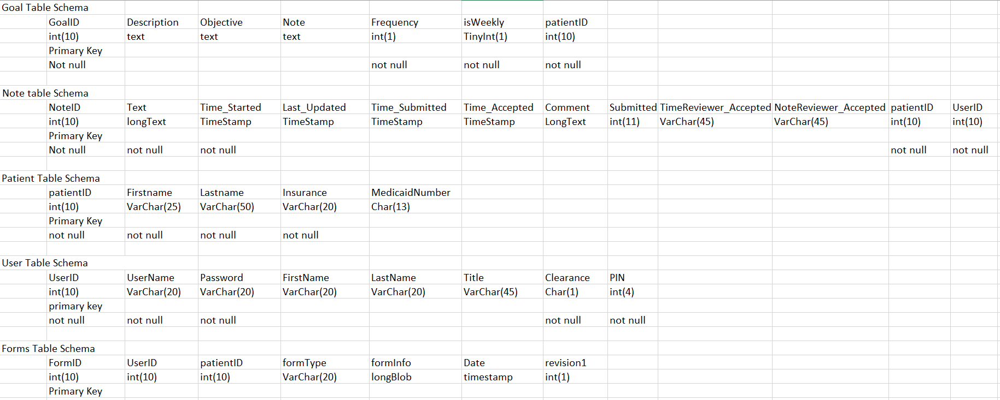 Goal Table Schema
GoalID Description Objective Note Frequency isWeekly patientID
int(10) text text text int(1) TinyInt(1) int(10)
Primary Key
Not null not null not null not null
Note table Schema
NoteID Text Time_Started Last_Updated Time_Submitted Time_Accepted Comment Submitted TimeReviewer_Accepted NoteReviewer_Accepted patientID UserID
int(10) longText TimeStamp TimeStamp TimeStamp TimeStamp LongText int(11) VarChar(45) VarChar(45) int(10) int(10)
Primary Key
Not null not null not null not null not null
Patient Table Schema
patientID Firstname Lastname Insurance MedicaidNumber
int(10) VarChar(25) VarChar(50) VarChar(20) Char(13)
Primary Key
not null not null not null not null
User Table Schema
UserID UserName Password FirstName LastName Title Clearance PIN
int(10) VarChar(20) VarChar(20) VarChar(20) VarChar(20) VarChar(45) Char(1) int(4)
primary key
not null not null not null not null not null
Forms Table Schema
FormID UserID patientID formType formInfo Date revision1
int(10) int(10) int(10) VarChar(20) longBlob timestamp int(1)
Primary Key